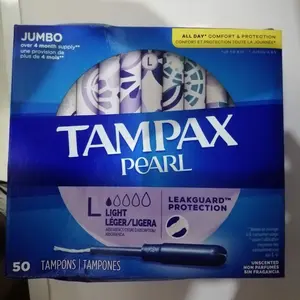 JUMBO
over 4 month supply**
une provision de
plus de 4 mois**
ALL DAY* COMFORT & PROTECTION
CONFORT ET PROTECTION TOUTE LA JOURNÉE*
L
TAMPAX
PEARL
L LIGHT
LÉGER/LIGERA
LEAKGUARD™
PROTECTION
50 TAMPONS | TAMPONES
UNSCENTED
NON PARFUMÉS
SIN FRAGANCIA